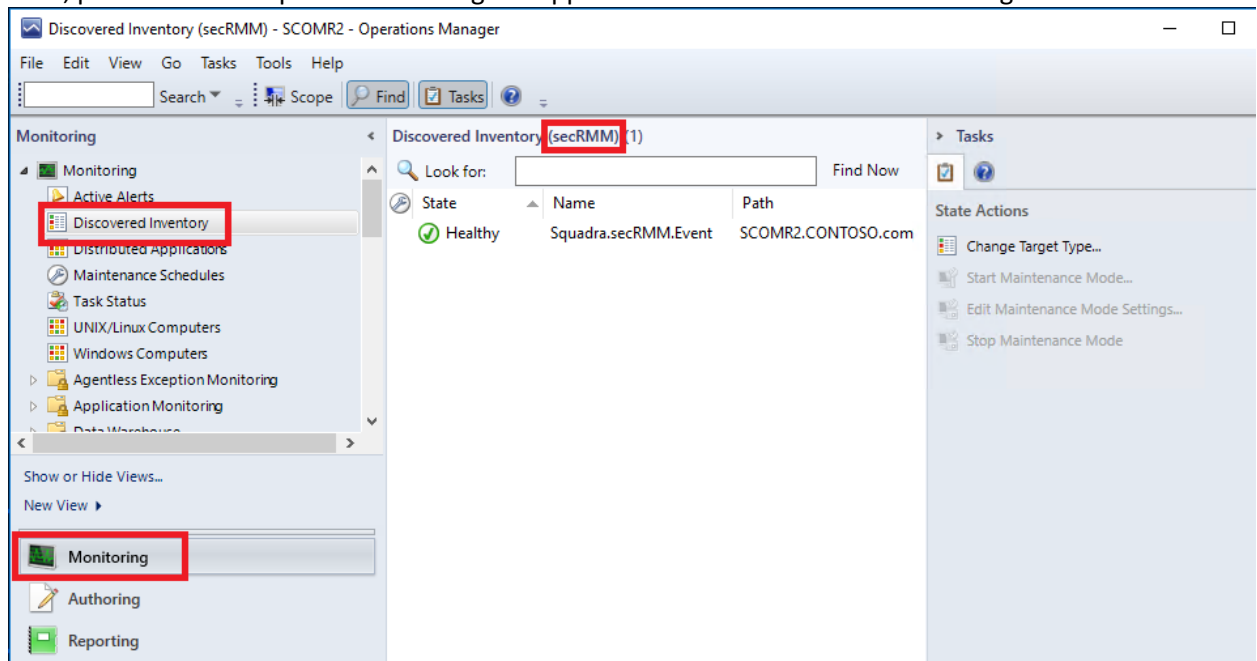 Discovered Inventory (secRMM) - SCOMR2 - Operations Manager
File Edit View Go Tasks Tools Help
Search Scope Find Tasks
Monitoring
Monitoring
Active Alerts
Discovered Inventory
Distributed Applications
Maintenance Schedules
Task Status
UNIX/Linux Computers
Windows Computers
Agentless Exception Monitoring
Application Monitoring
Data Warehouse
Show or Hide Views...
New View
Monitoring
Authoring
Reporting
Discovered Inventory (secRMM) (1)
Look for: Find Now
State Name Path
Healthy Squadra.secRMM.Event SCOMR2.CONTOSO.com
Tasks
State Actions
Change Target Type...
Start Maintenance Mode...
Edit Maintenance Mode Settings...
Stop Maintenance Mode